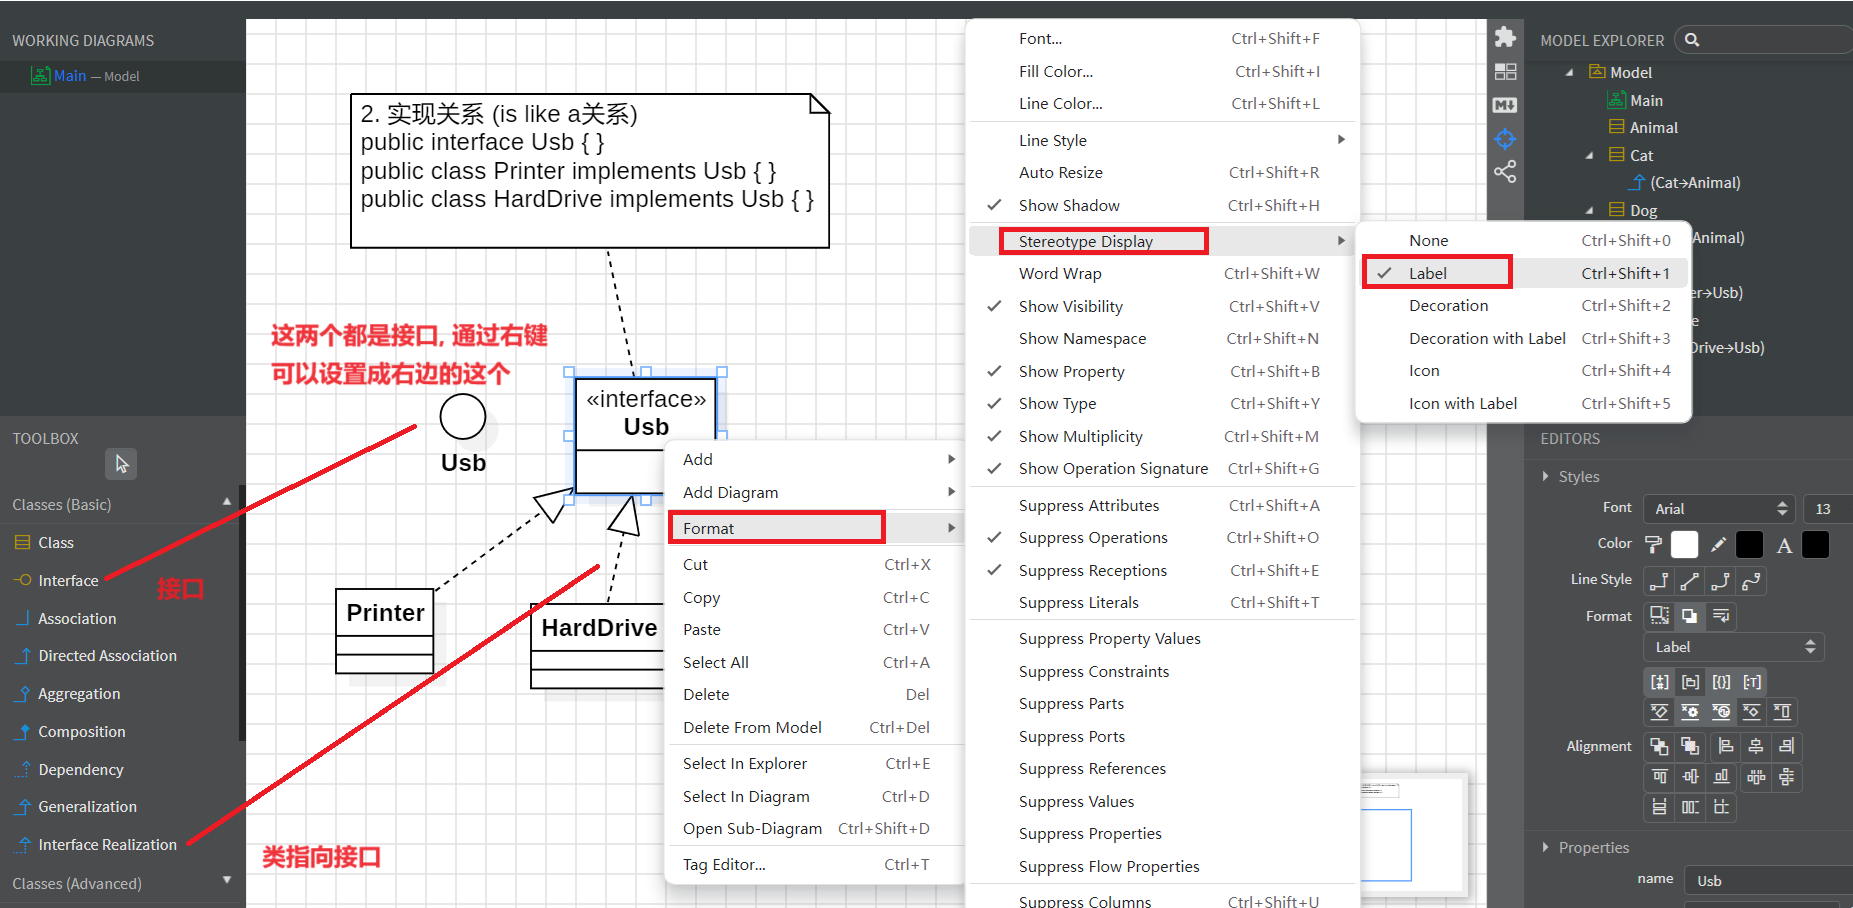 WORKING DIAGRAMS
Main — Model
2. 实现关系 (is like a关系)
public interface Usb { }
public class Printer implements Usb { }
public class HardDrive implements Usb { }
这两个都是接口, 通过右键
可以设置成右边的这个
Usb
«interface»
Usb
Printer
HardDrive
接口
类指向接口
TOOLBOX
Classes (Basic)
Class
Interface
Association
Directed Association
Aggregation
Composition
Dependency
Generalization
Interface Realization
Classes (Advanced)
Add
Add Diagram
Format
Cut Ctrl+X
Copy Ctrl+C
Paste Ctrl+V
Select All Ctrl+A
Delete Del
Delete From Model Ctrl+Del
Select In Explorer Ctrl+E
Select In Diagram Ctrl+D
Open Sub-Diagram Ctrl+Shift+D
Tag Editor... Ctrl+T
Font... Ctrl+Shift+F
Fill Color... Ctrl+Shift+I
Line Color... Ctrl+Shift+L
Line Style
Auto Resize Ctrl+Shift+R
Show Shadow Ctrl+Shift+H
Stereotype Display
Word Wrap Ctrl+Shift+W
Show Visibility Ctrl+Shift+V
Show Namespace Ctrl+Shift+N
Show Property Ctrl+Shift+B
Show Type Ctrl+Shift+Y
Show Multiplicity Ctrl+Shift+M
Show Operation Signature Ctrl+Shift+G
Suppress Attributes Ctrl+Shift+A
Suppress Operations Ctrl+Shift+O
Suppress Receptions Ctrl+Shift+E
Suppress Literals Ctrl+Shift+T
Suppress Property Values
Suppress Constraints
Suppress Parts
Suppress Ports
Suppress References
Suppress Values
Suppress Properties
Suppress Flow Properties
Suppress Columns Ctrl+Shift+U
None Ctrl+Shift+0
Label Ctrl+Shift+1
Decoration Ctrl+Shift+2
Decoration with Label Ctrl+Shift+3
Icon Ctrl+Shift+4
Icon with Label Ctrl+Shift+5
MODEL EXPLORER
Model
Main
Animal
Cat
(Cat→Animal)
Dog
Animal)
er→Usb)
e
Drive→Usb)
EDITORS
Styles
Font Arial 13
Color
Line Style
Format
Label
Alignment
Properties
name Usb